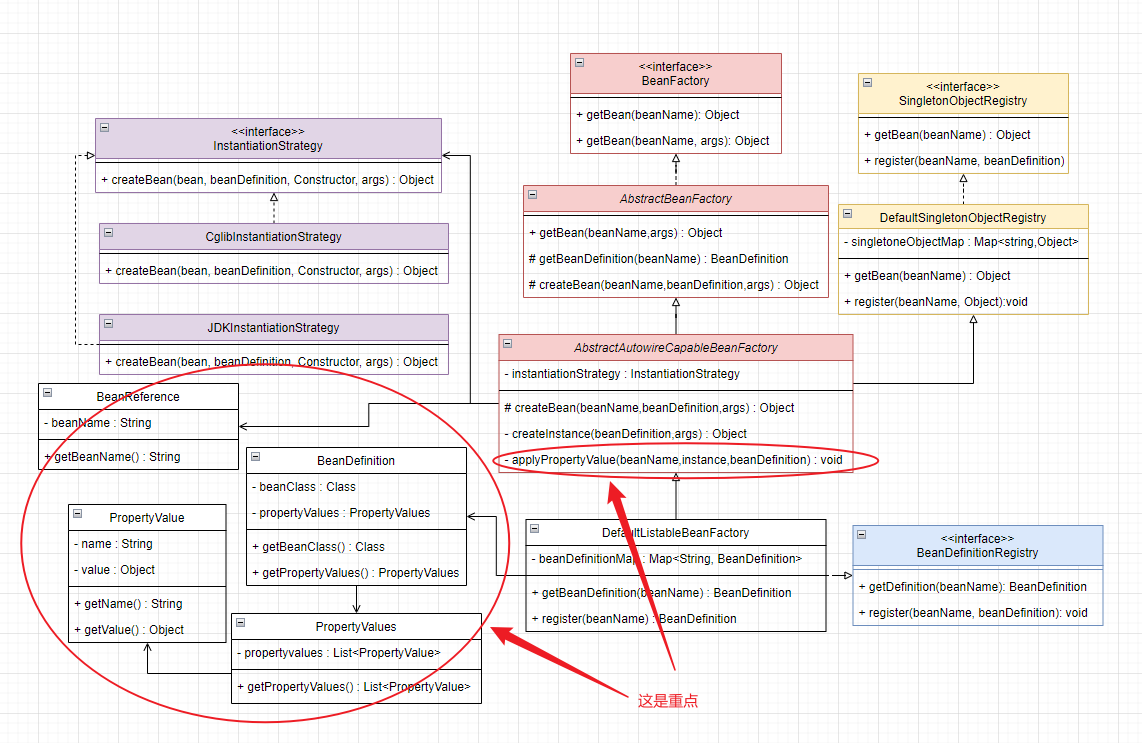 <<interface>>
BeanFactory
+ getBean(beanName): Object
+ getBean(beanName, args): Object
<<interface>>
SingletonObjectRegistry
+ getBean(beanName) : Object
+ register(beanName, beanDefinition)
<<interface>>
InstantiationStrategy
+ createBean(bean, beanDefinition, Constructor, args) : Object
AbstractBeanFactory
+ getBean(beanName,args) : Object
# getBeanDefinition(beanName) : BeanDefinition
# createBean(beanName,beanDefinition,args) : Object
DefaultSingletonObjectRegistry
- singletoneObjectMap : Map<string,Object>
+ getBean(beanName) : Object
+ register(beanName, Object):void
CglibInstantiationStrategy
+ createBean(bean, beanDefinition, Constructor, args) : Object
JDKInstantiationStrategy
+ createBean(bean, beanDefinition, Constructor, args) : Object
AbstractAutowireCapableBeanFactory
- instantiationStrategy : InstantiationStrategy
# createBean(beanName,beanDefinition,args) : Object
- createInstance(beanDefinition,args) : Object
- applyPropertyValue(beanName,instance,beanDefinition) : void
BeanReference
- beanName : String
+ getBeanName() : String
BeanDefinition
- beanClass : Class
- propertyValues : PropertyValues
+ getBeanClass() : Class
+ getPropertyValues() : PropertyValues
PropertyValue
- name : String
- value : Object
+ getName() : String
+ getValue() : Object
DefaultListableBeanFactory
- beanDefinitionMap : Map<String, BeanDefinition>
+ getBeanDefinition(beanName) : BeanDefinition
+ register(beanName) : BeanDefinition
<<interface>>
BeanDefinitionRegistry
+ getDefinition(beanName): BeanDefinition
+ register(beanName, beanDefinition): void
PropertyValues
- propertyvalues : List<PropertyValue>
+ getPropertyValues() : List<PropertyValue>
这是重点